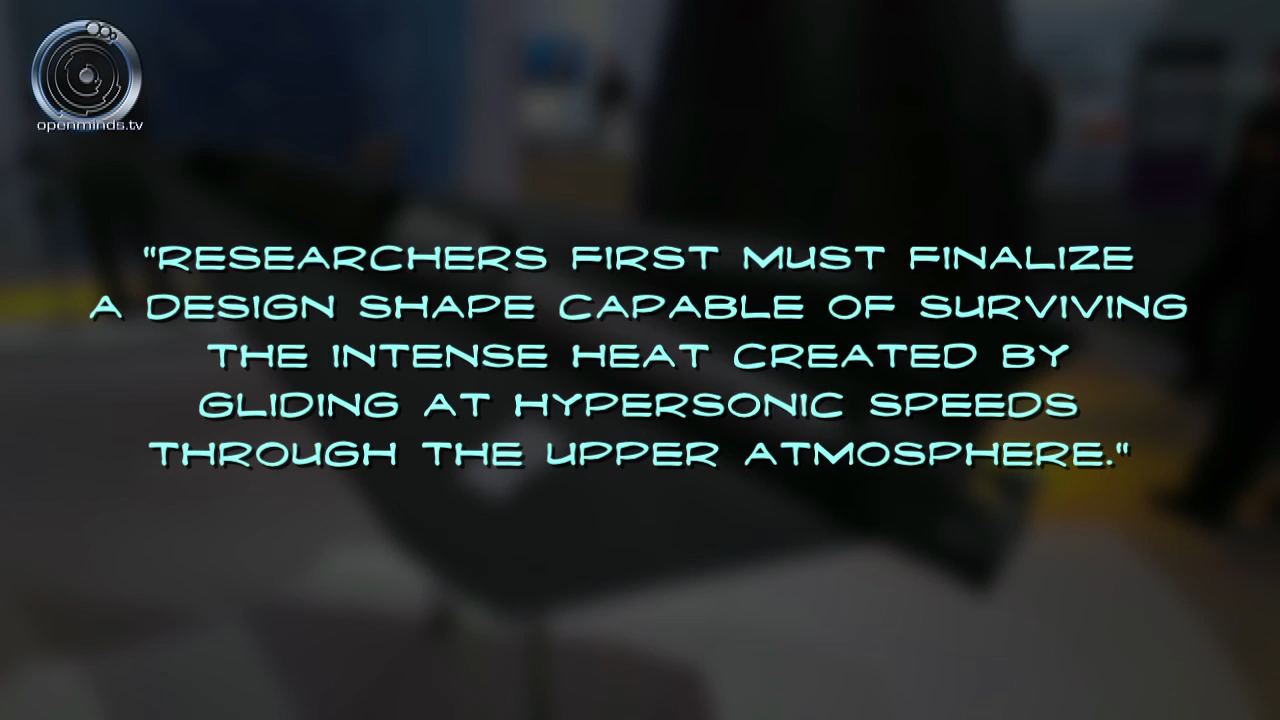 openminds.tv
"RESEARCHERS FIRST MUST FINALIZE
A DESIGN SHAPE CAPABLE OF SURVIVING
THE INTENSE HEAT CREATED BY
GLIDING AT HYPERSONIC SPEEDS
THROUGH THE UPPER ATMOSPHERE."